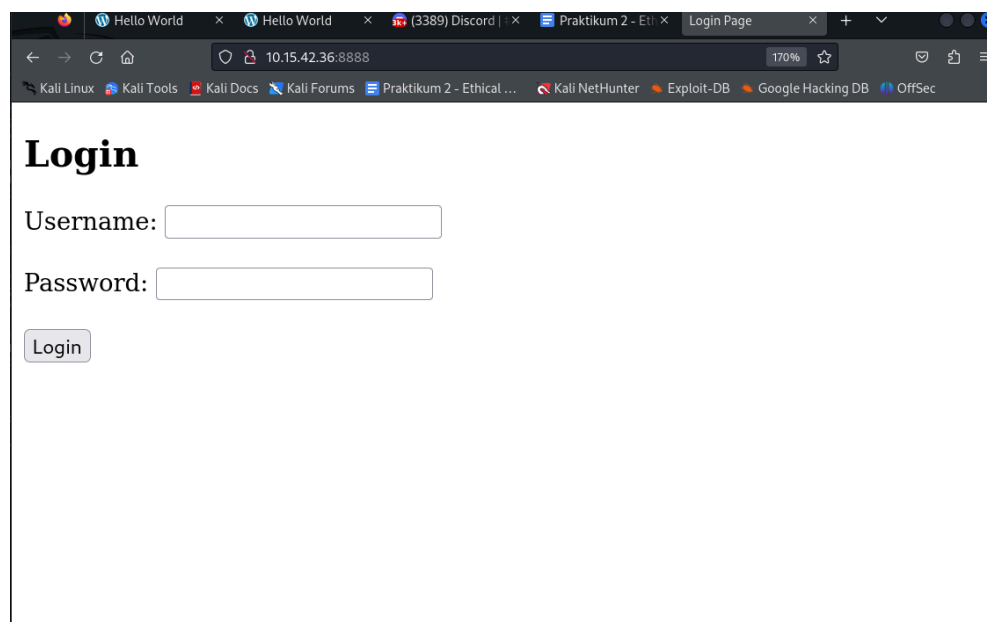 Hello World × Hello World × (3389) Discord | × Praktikum 2 - Eth × Login Page × +
10.15.42.36:8888 170%
Kali Linux Kali Tools Kali Docs Kali Forums Praktikum 2 - Ethical ... Kali NetHunter Exploit-DB Google Hacking DB OffSec
Login
Username:
Password:
Login